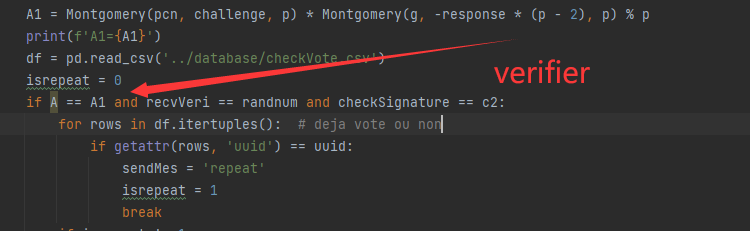 A1 = Montgomery(pcn, challenge, p) * Montgomery(g, -response * (p - 2), p) % p
print(f'A1={A1}')
df = pd.read_csv('../database/checkVote.csv')
isrepeat = 0
verifier
if A == A1 and recvVeri == randnum and checkSignature == c2:
for rows in df.itertuples():  # deja vote ou non
if getattr(rows, 'uuid') == uuid:
sendMes = 'repeat'
isrepeat = 1
break